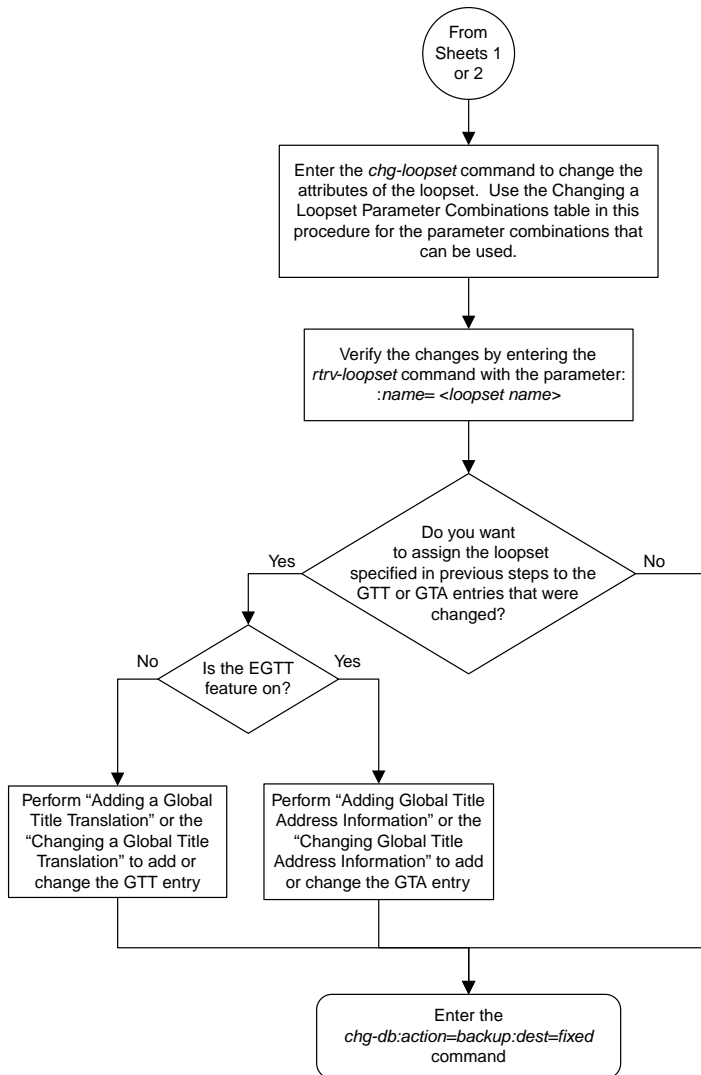 From
Sheets 1
or 2
Enter the chg-loopset command to change the
attributes of the loopset. Use the Changing a
Loopset Parameter Combinations table in this
procedure for the parameter combinations that
can be used.
Verify the changes by entering the
rtrv-loopset command with the parameter:
:name= <loopset name>
Do you want
to assign the loopset
specified in previous steps to the
GTT or GTA entries that were
changed?
Yes
No
Is the EGTT
feature on?
No
Yes
Perform “Adding a Global
Title Translation” or the
“Changing a Global Title
Translation” to add or
change the GTT entry
Perform “Adding Global Title
Address Information” or the
“Changing Global Title
Address Information” to add
or change the GTA entry
Enter the
chg-db:action=backup:dest=fixed
command